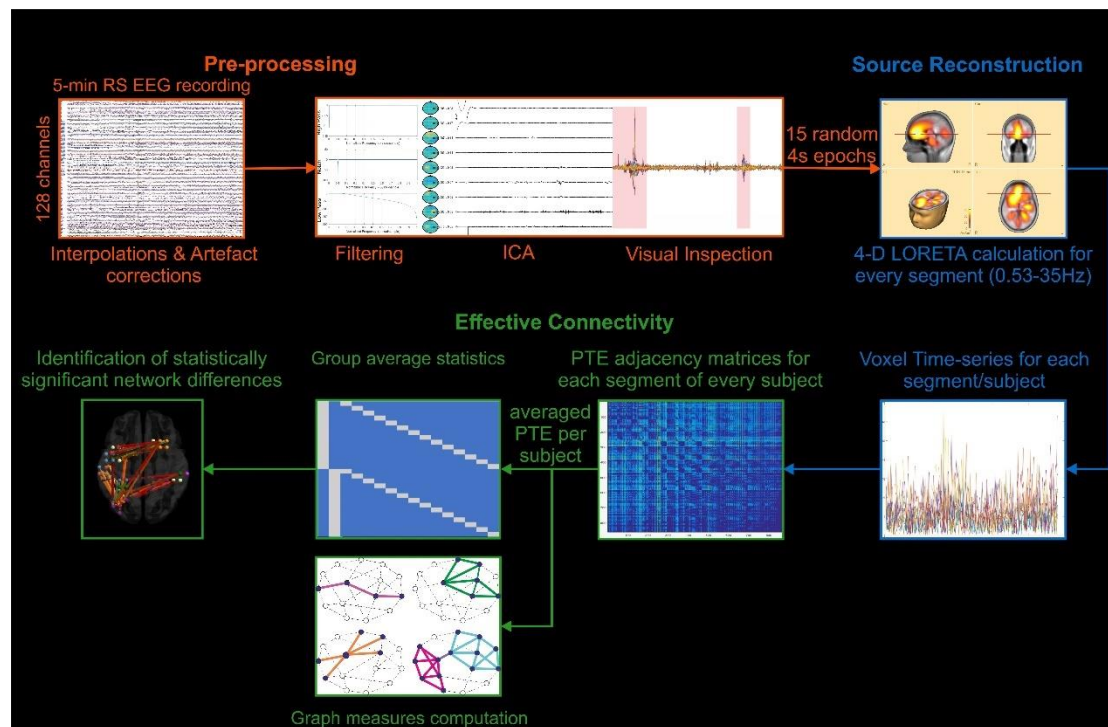 Pre-processing
5-min RS EEG recording
128 channels
Interpolations & Artefact
corrections
Filtering
ICA
Visual Inspection
15 random
4s epochs
Source Reconstruction
4-D LORETA calculation for
every segment (0.53-35Hz)
Effective Connectivity
Identification of statistically
significant network differences
Group average statistics
averaged
PTE per
subject
PTE adjacency matrices for
each segment of every subject
Voxel Time-series for each
segment/subject
Graph measures computation